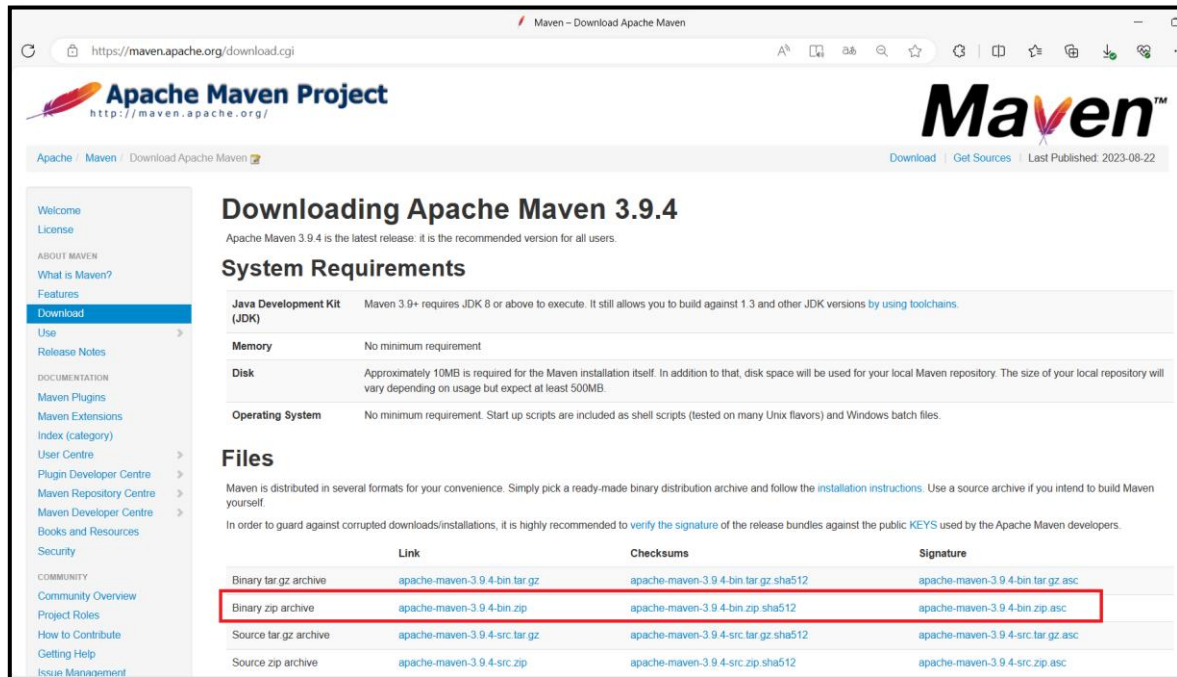 Maven – Download Apache Maven
https://maven.apache.org/download.cgi
Apache Maven Project
http://maven.apache.org/
Maven™
Apache / Maven / Download Apache Maven
Download | Get Sources | Last Published: 2023-08-22
Welcome
License
ABOUT MAVEN
What is Maven?
Features
Download
Use
Release Notes
DOCUMENTATION
Maven Plugins
Maven Extensions
Index (category)
User Centre
Plugin Developer Centre
Maven Repository Centre
Maven Developer Centre
Books and Resources
Security
COMMUNITY
Community Overview
Project Roles
How to Contribute
Getting Help
Issue Management
Downloading Apache Maven 3.9.4
Apache Maven 3.9.4 is the latest release: it is the recommended version for all users.
System Requirements
Java Development Kit (JDK) Maven 3.9+ requires JDK 8 or above to execute. It still allows you to build against 1.3 and other JDK versions by using toolchains.
Memory No minimum requirement
Disk Approximately 10MB is required for the Maven installation itself. In addition to that, disk space will be used for your local Maven repository. The size of your local repository will
vary depending on usage but expect at least 500MB.
Operating System No minimum requirement. Start up scripts are included as shell scripts (tested on many Unix flavors) and Windows batch files.
Files
Maven is distributed in several formats for your convenience. Simply pick a ready-made binary distribution archive and follow the installation instructions. Use a source archive if you intend to build Maven
yourself.
In order to guard against corrupted downloads/installations, it is highly recommended to verify the signature of the release bundles against the public KEYS used by the Apache Maven developers.
Link Checksums Signature
Binary tar.gz archive apache-maven-3.9.4-bin.tar.gz apache-maven-3.9.4-bin.tar.gz.sha512 apache-maven-3.9.4-bin.tar.gz.asc
Binary zip archive apache-maven-3.9.4-bin.zip apache-maven-3.9.4-bin.zip.sha512 apache-maven-3.9.4-bin.zip.asc
Source tar.gz archive apache-maven-3.9.4-src.tar.gz apache-maven-3.9.4-src.tar.gz.sha512 apache-maven-3.9.4-src.tar.gz.asc
Source zip archive apache-maven-3.9.4-src.zip apache-maven-3.9.4-src.zip.sha512 apache-maven-3.9.4-src.zip.asc